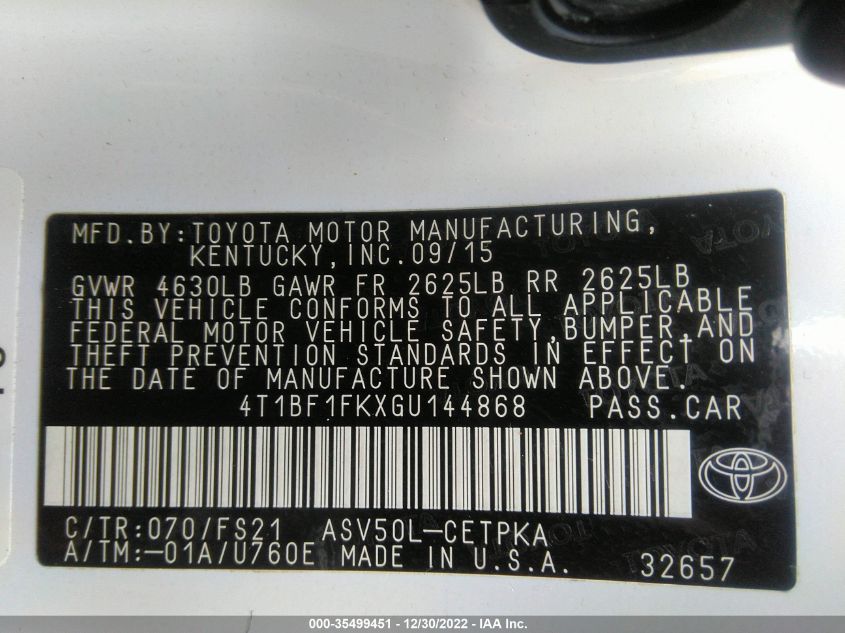 MFD.BY:TOYOTA MOTOR MANUFACTURING,
KENTUCKY,INC.09/15
GVWR 4630LB GAWR FR 2625LB RR 2625LB
THIS VEHICLE CONFORMS TO ALL APPLICABLE
FEDERAL MOTOR VEHICLE SAFETY,BUMPER,AND
THEFT PREVENTION STANDARDS IN EFFECT ON
THE DATE OF MANUFACTURE SHOWN ABOVE.
4T1BF1FKXGU144868 PASS.CAR
C/TR:070/FS21 ASV50L-CETPKA
A/TM:-01A/U760E MADE IN U.S.A. 32657
000-35499451 - 12/30/2022 - IAA Inc.